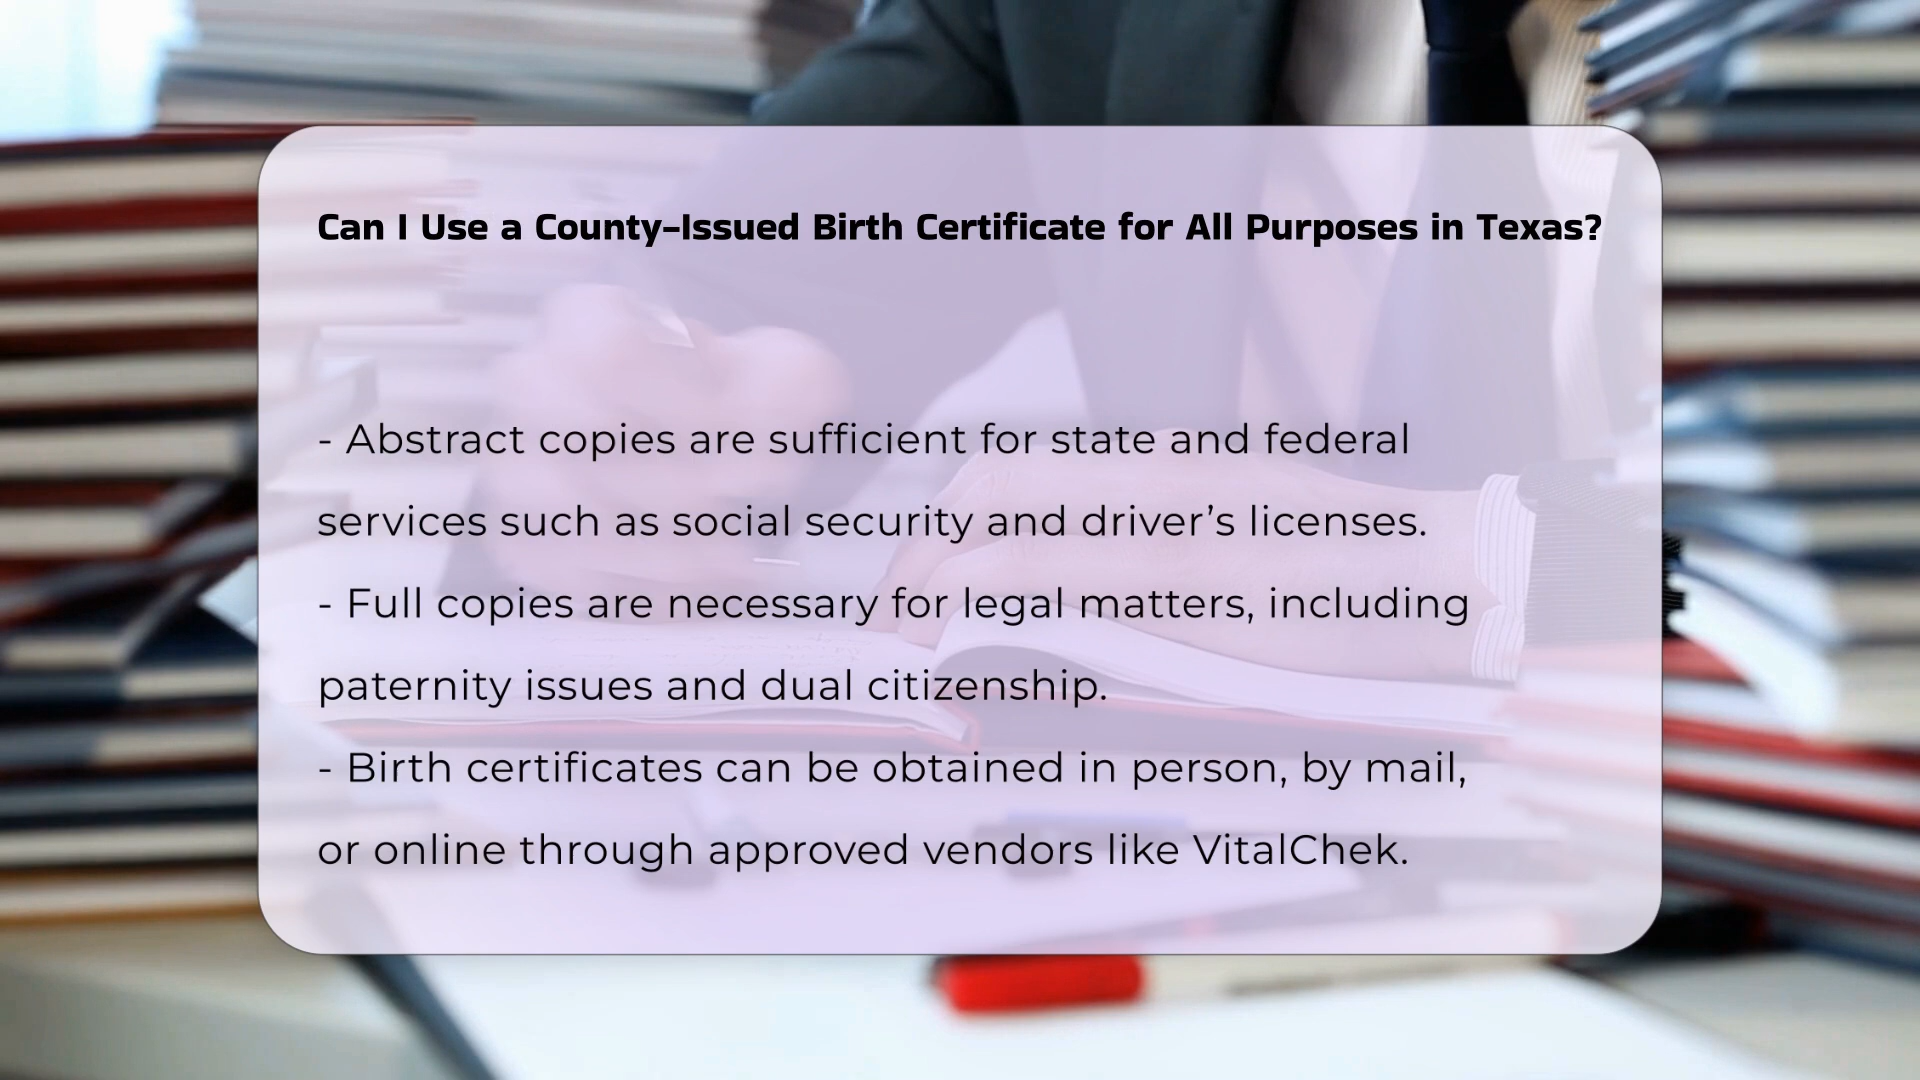 Can I Use a County-Issued Birth Certificate for All Purposes in Texas?
- Abstract copies are sufficient for state and federal
services such as social security and driver’s licenses.
- Full copies are necessary for legal matters, including
paternity issues and dual citizenship.
- Birth certificates can be obtained in person, by mail,
or online through approved vendors like VitalChek.